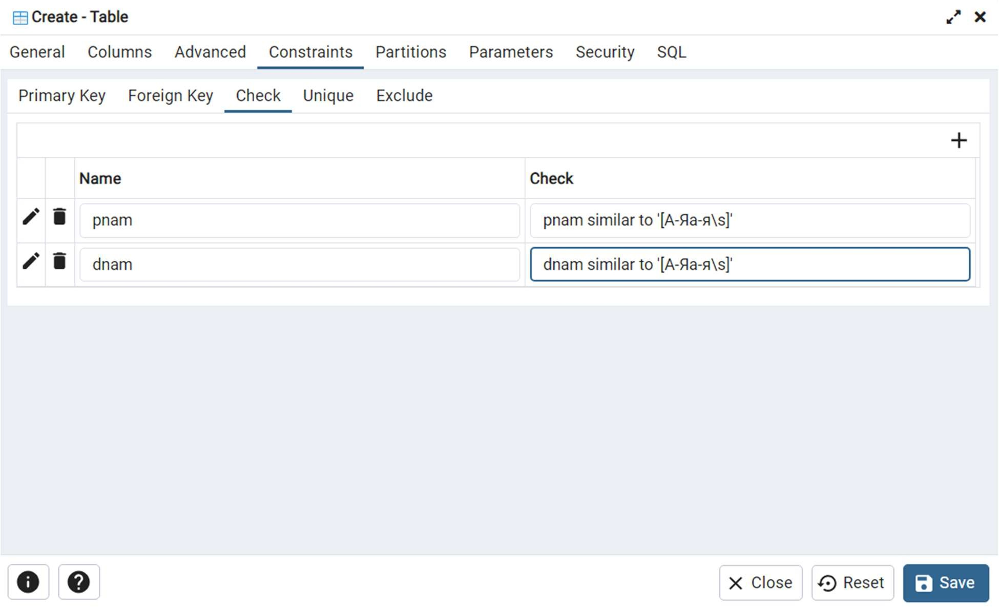 Create - Table
General Columns Advanced Constraints Partitions Parameters Security SQL
Primary Key Foreign Key Check Unique Exclude
Name Check
pnam pnam similar to '[А-Яа-я\s]'
dnam dnam similar to '[А-Яа-я\s]'
Close Reset Save